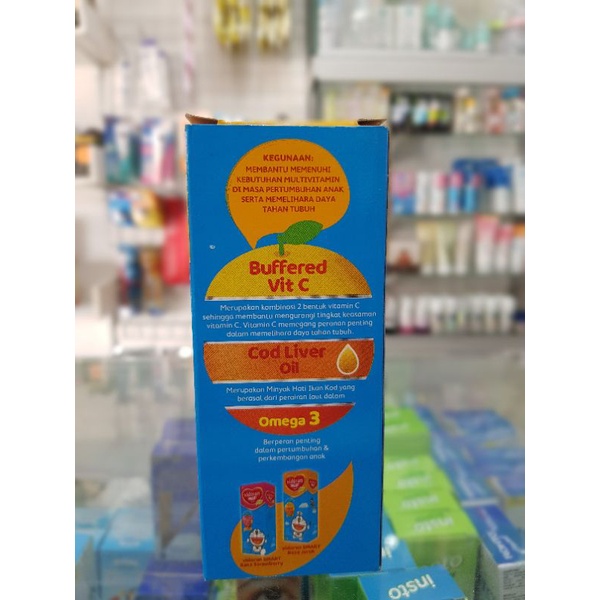 KEGUNAAN:
MEMBANTU MEMENUHI
KEBUTUHAN MULTIVITAMIN
DI MASA PERTUMBUHAN ANAK
SERTA MEMELIHARA DAYA
TAHAN TUBUH
Buffered
Vit C
Merupakan kombinasi 2 bentuk vitamin C
sehingga membantu mengurangi tingkat keasaman
vitamin C. Vitamin C memegang peranan penting
dalam memelihara daya tahan tubuh.
Cod Liver
Oil
Merupakan Minyak Hati Ikan Kod yang
berasal dari perairan laut dalam
Omega 3
Berperan penting
dalam pertumbuhan &
perkembangan anak
insto
insto